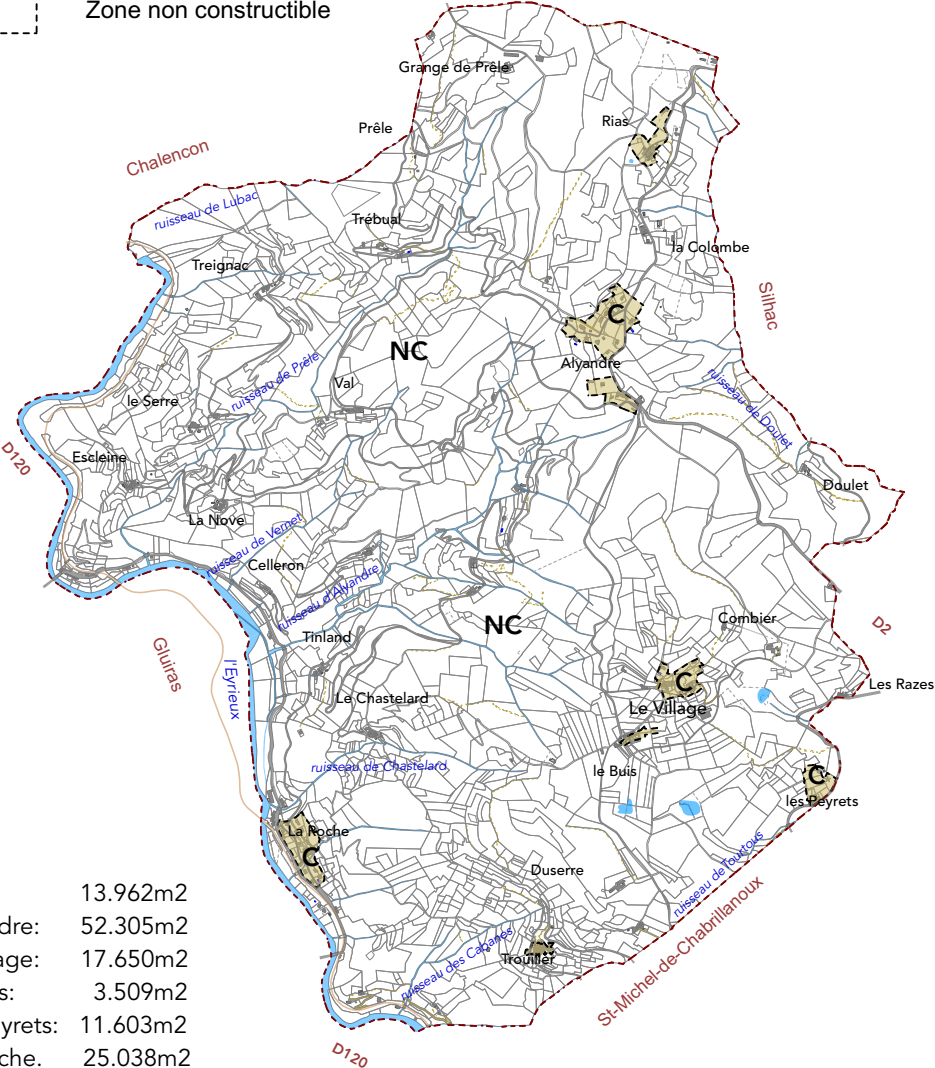 Zone non constructible
Grange de Prêle
Prêle
Rias
Chalencon
ruisseau de Lubac
Trébual
la Colombe
Treignac
Silhac
C
NC
Alyandre
ruisseau de Prêle
Val
le Serre
ruisseau de Doulet
D120
Escleine
Doulet
La Nove
ruisseau de Vernet
Celleron
ruisseau d'Alyandre
NC
Combier
D2
Tinland
Gluiras
l'Eyrieux
C
Les Razes
Le Chastelard
Le Village
ruisseau de Chastelard
le Buis
C
les Peyrets
La Roche
C
Duserre
ruisseau de Tourtous
13.962m2
dre: 52.305m2
age: 17.650m2
s: 3.509m2
yrets: 11.603m2
che. 25.038m2
ruisseau des Cabanes
Trouiller
St-Michel-de-Chabrillanoux
D120